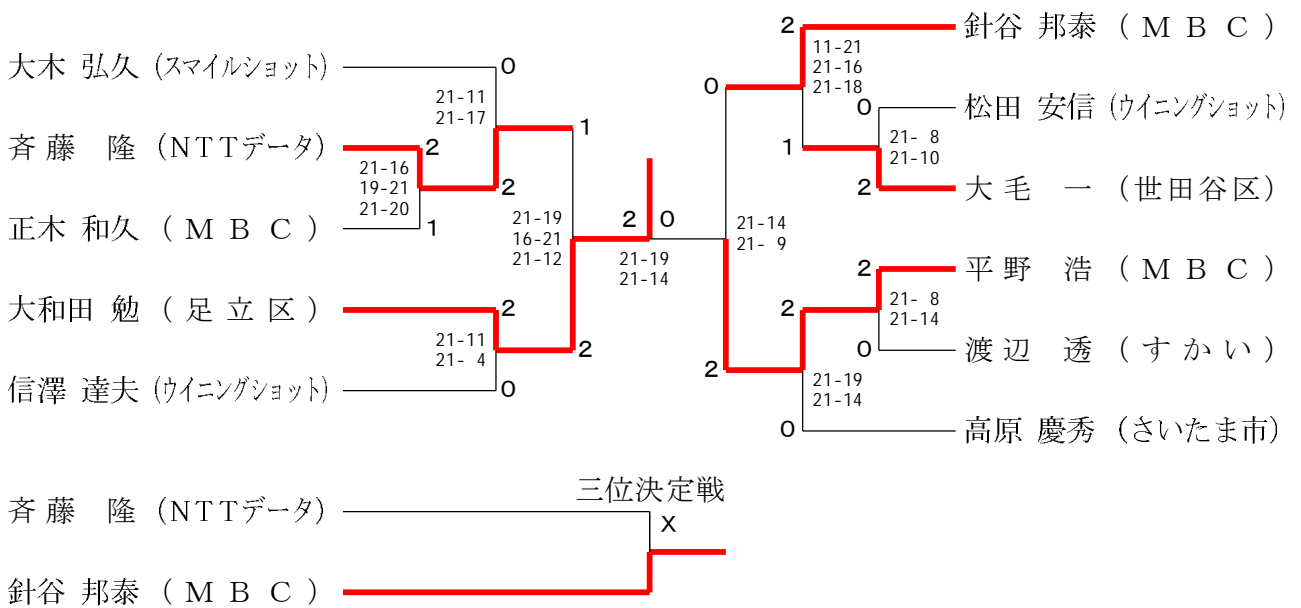 大木 弘久 (スマイルショット)
0
21-11
21-17
斉 藤 隆 (NTTデータ)
2
21-16
19-21
21-20
正木 和久 ( M B C )
1
2
1
大和田 勉 ( 足 立 区 )
2
21-11
21- 4
信澤 達夫 (ウイニングショット)
0
2
21-19
16-21
21-12
2 0
21-19
21-14
針谷 邦泰 ( M B C )
2
11-21
21-16
21-18
松田 安信 (ウイニングショット)
0
21- 8
21-10
大 毛 一 (世田谷区)
2
1
0
21-14
21- 9
平 野 浩 ( M B C )
2
21- 8
21-14
渡 辺 透 ( す か い )
0
2
21-19
21-14
高原 慶秀 (さいたま市)
0
2
三位決定戦
斉 藤 隆 (NTTデータ)
X
針谷 邦泰 ( M B C )